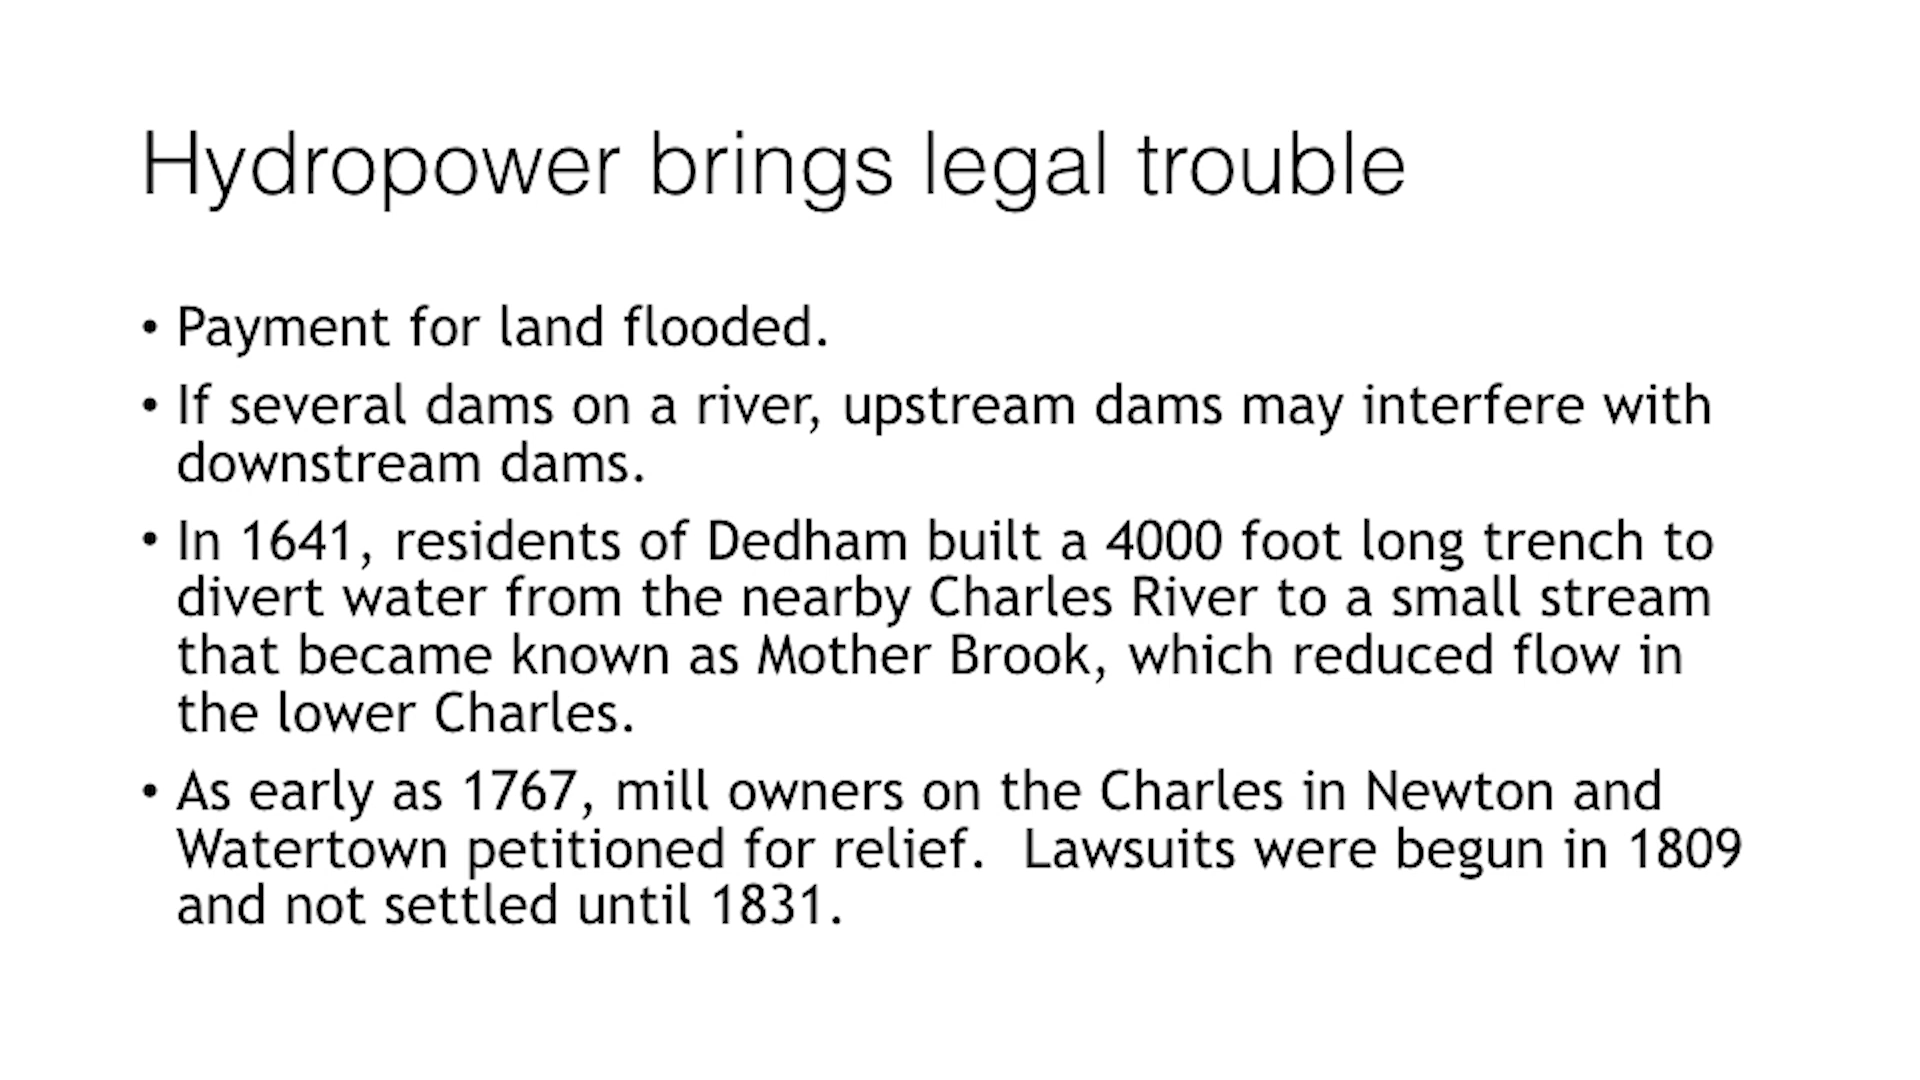 Hydropower brings legal trouble
• Payment for land flooded.
• If several dams on a river, upstream dams may interfere with
downstream dams.
• In 1641, residents of Dedham built a 4000 foot long trench to
divert water from the nearby Charles River to a small stream
that became known as Mother Brook, which reduced flow in
the lower Charles.
• As early as 1767, mill owners on the Charles in Newton and
Watertown petitioned for relief.  Lawsuits were begun in 1809
and not settled until 1831.